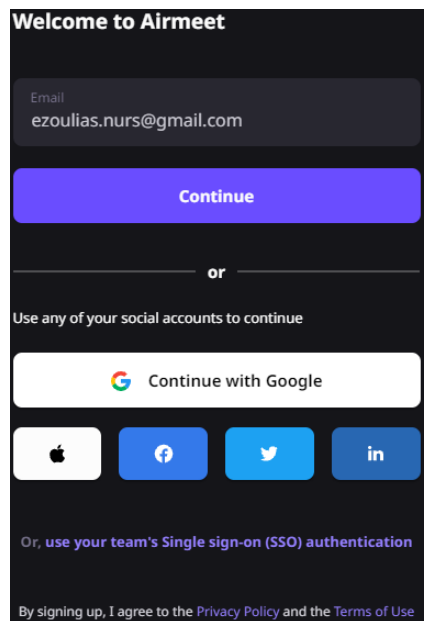 Welcome to Airmeet
Email
ezoulias.nurs@gmail.com
Continue
or
Use any of your social accounts to continue
Continue with Google
in
Or, use your team's Single sign-on (SSO) authentication
By signing up, I agree to the Privacy Policy and the Terms of Use